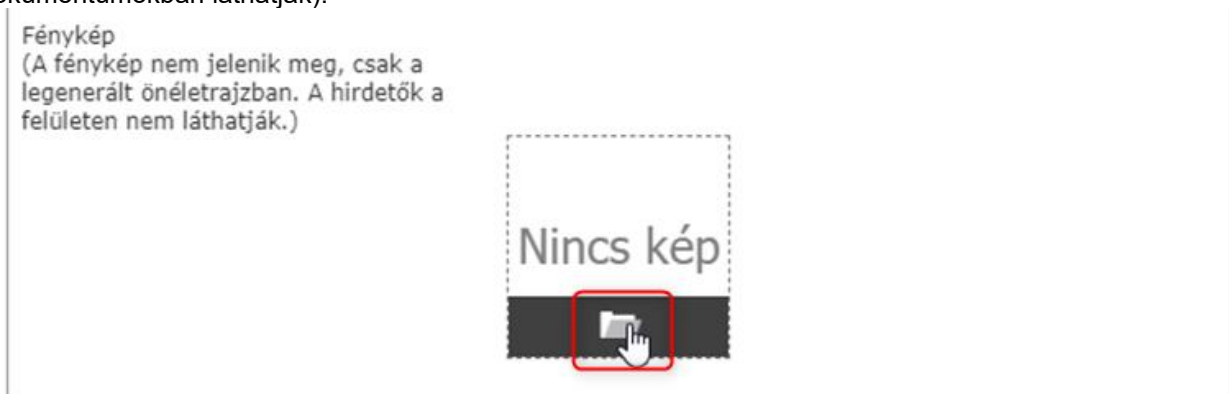 Fénykép
(A fénykép nem jelenik meg, csak a
legenerált önéletrajzban. A hirdetők a
felületen nem láthatják.)
Nincs kép